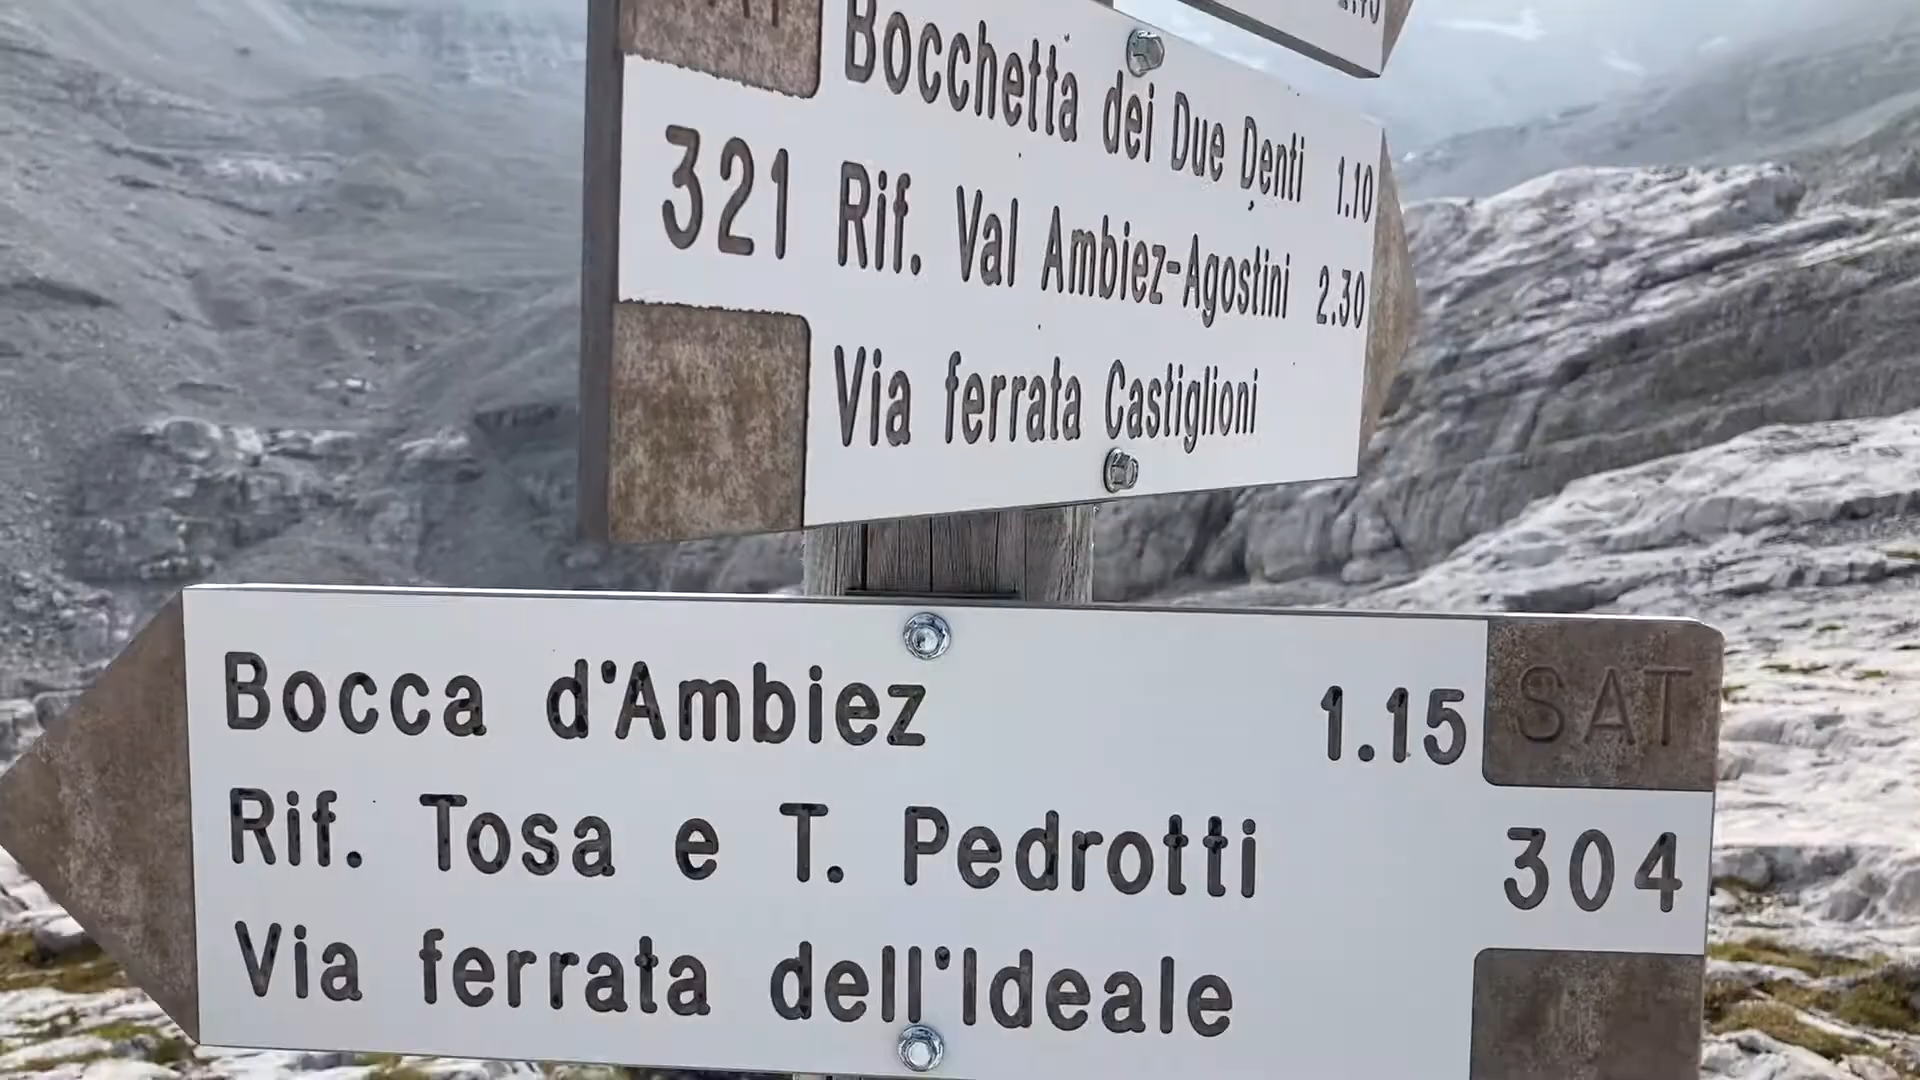 Bocchetta dei Due Denti 1.10
321 Rif. Val Ambiez-Agostini 2.30
Via ferrata Castiglioni
Bocca d'Ambiez 1.15 SAT
Rif. Tosa e T. Pedrotti 304
Via ferrata dell'Ideale